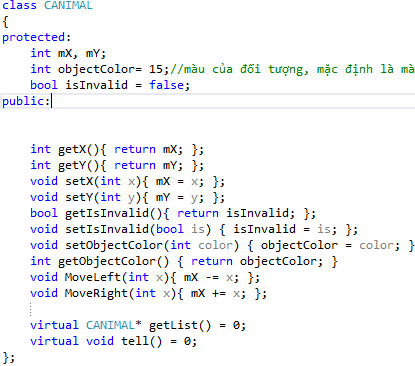 class CANIMAL
{
protected:
    int mX, mY;
    int objectColor= 15;//màu của đối tượng, mặc định là mà
    bool isInvalid = false;
public:
    int getX(){ return mX; };
    int getY(){ return mY; };
    void setX(int x){ mX = x; };
    void setY(int y){ mY = y; };
    bool getIsInvalid(){ return isInvalid; };
    void setIsInvalid(bool is) { isInvalid = is; };
    void setObjectColor(int color) { objectColor = color; }
    int getObjectColor() { return objectColor; }
    void MoveLeft(int x){ mX -= x; };
    void MoveRight(int x){ mX += x; };
    virtual CANIMAL* getList() = 0;
    virtual void tell() = 0;
};